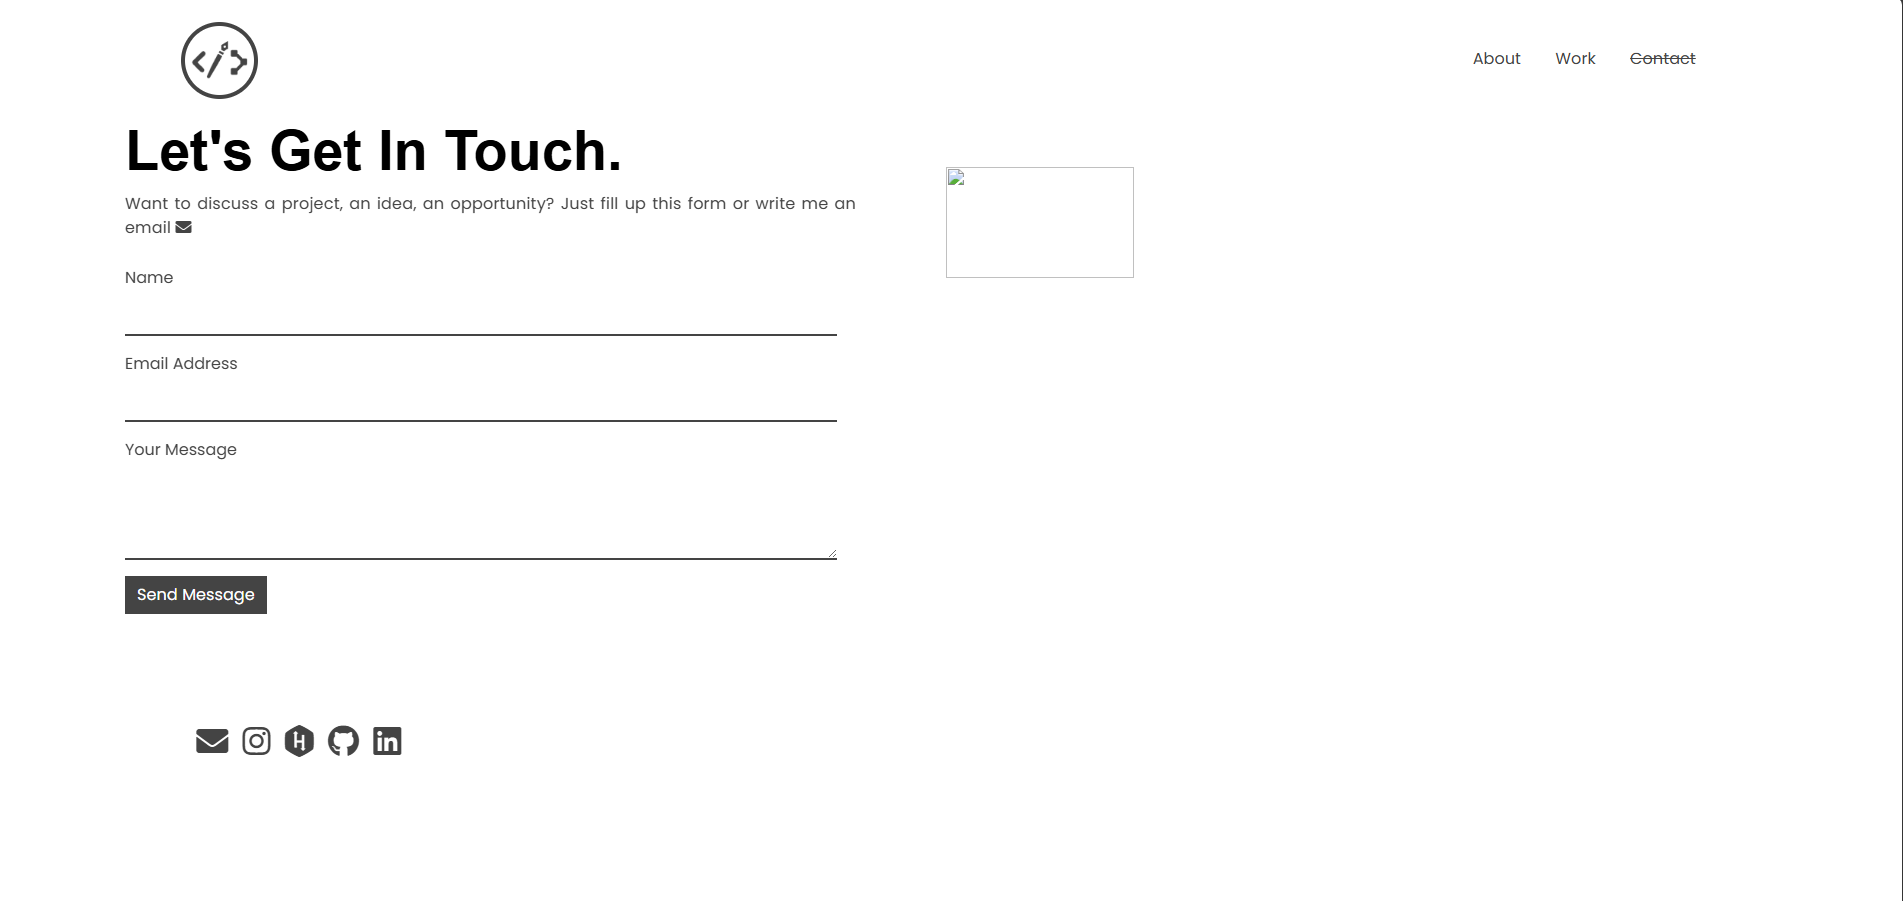 About Work Contact
Let's Get In Touch.
Want to discuss a project, an idea, an opportunity? Just fill up this form or write me an
email
Name
Email Address
Your Message
Send Message